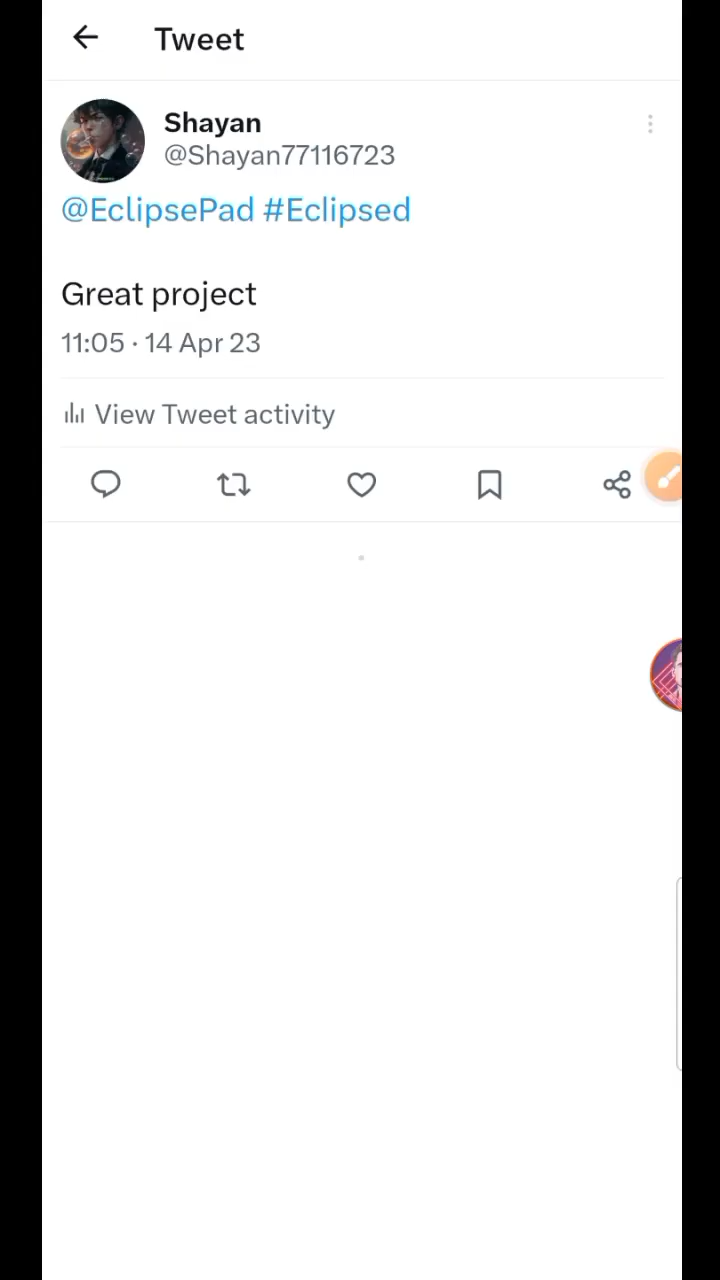 Tweet
Shayan
@Shayan77116723
@EclipsePad #Eclipsed
Great project
11:05 · 14 Apr 23
View Tweet activity